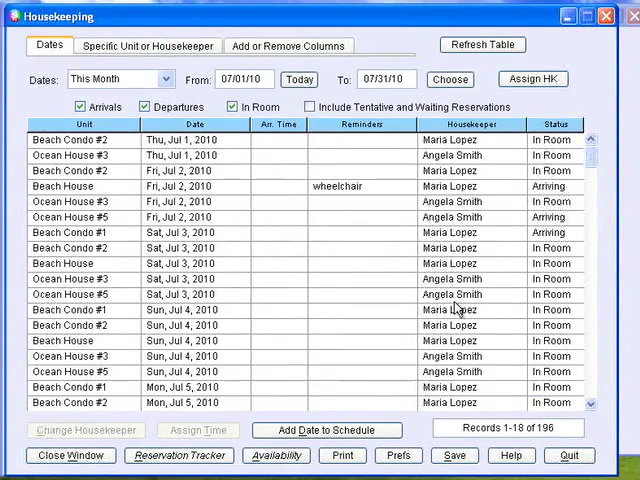 Housekeeping
Dates Specific Unit or Housekeeper Add or Remove Columns Refresh Table
Dates: This Month From: 07/01/10 Today To: 07/31/10 Choose Assign HK
Arrivals Departures In Room Include Tentative and Waiting Reservations
Unit Date Arr. Time Reminders Housekeeper Status
Beach Condo #2 Thu, Jul 1, 2010 Maria Lopez In Room
Ocean House #3 Thu, Jul 1, 2010 Angela Smith In Room
Beach Condo #2 Fri, Jul 2, 2010 Maria Lopez In Room
Beach House Fri, Jul 2, 2010 wheelchair Maria Lopez Arriving
Ocean House #3 Fri, Jul 2, 2010 Angela Smith In Room
Ocean House #5 Fri, Jul 2, 2010 Angela Smith Arriving
Beach Condo #1 Sat, Jul 3, 2010 Maria Lopez Arriving
Beach Condo #2 Sat, Jul 3, 2010 Maria Lopez In Room
Beach House Sat, Jul 3, 2010 Maria Lopez In Room
Ocean House #3 Sat, Jul 3, 2010 Angela Smith In Room
Ocean House #5 Sat, Jul 3, 2010 Angela Smith In Room
Beach Condo #1 Sun, Jul 4, 2010 Maria Lopez In Room
Beach Condo #2 Sun, Jul 4, 2010 Maria Lopez In Room
Beach House Sun, Jul 4, 2010 Maria Lopez In Room
Ocean House #3 Sun, Jul 4, 2010 Angela Smith In Room
Ocean House #5 Sun, Jul 4, 2010 Angela Smith In Room
Beach Condo #1 Mon, Jul 5, 2010 Maria Lopez In Room
Beach Condo #2 Mon, Jul 5, 2010 Maria Lopez In Room
Change Housekeeper Assign Time Add Date to Schedule Records 1-18 of 196
Close Window Reservation Tracker Availability Print Prefs Save Help Quit